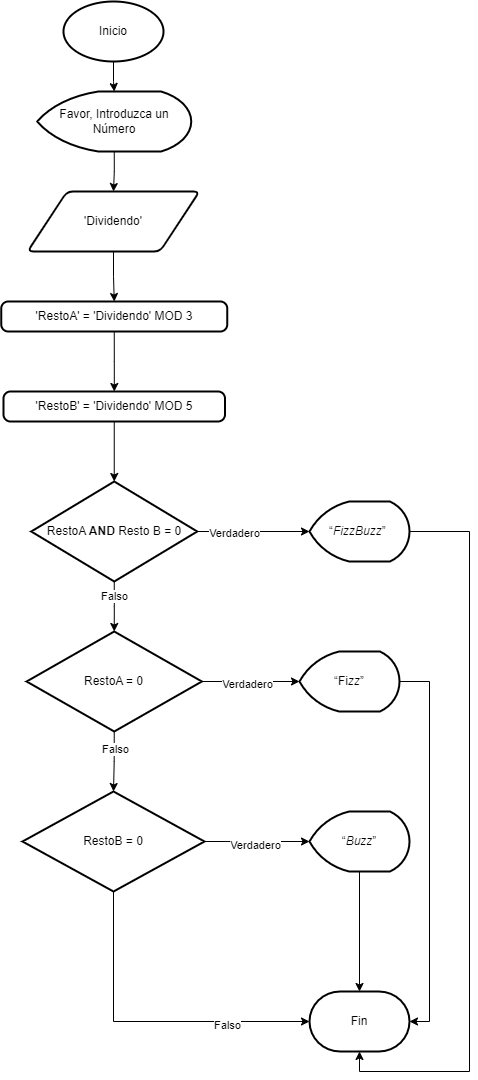 Inicio
Favor, Introduzca un
Número
'Dividendo'
'RestoA' = 'Dividendo' MOD 3
'RestoB' = 'Dividendo' MOD 5
RestoA AND Resto B = 0
Verdadero
“FizzBuzz”
Falso
RestoA = 0
Verdadero
“Fizz”
Falso
RestoB = 0
Verdadero
“Buzz”
Falso
Fin